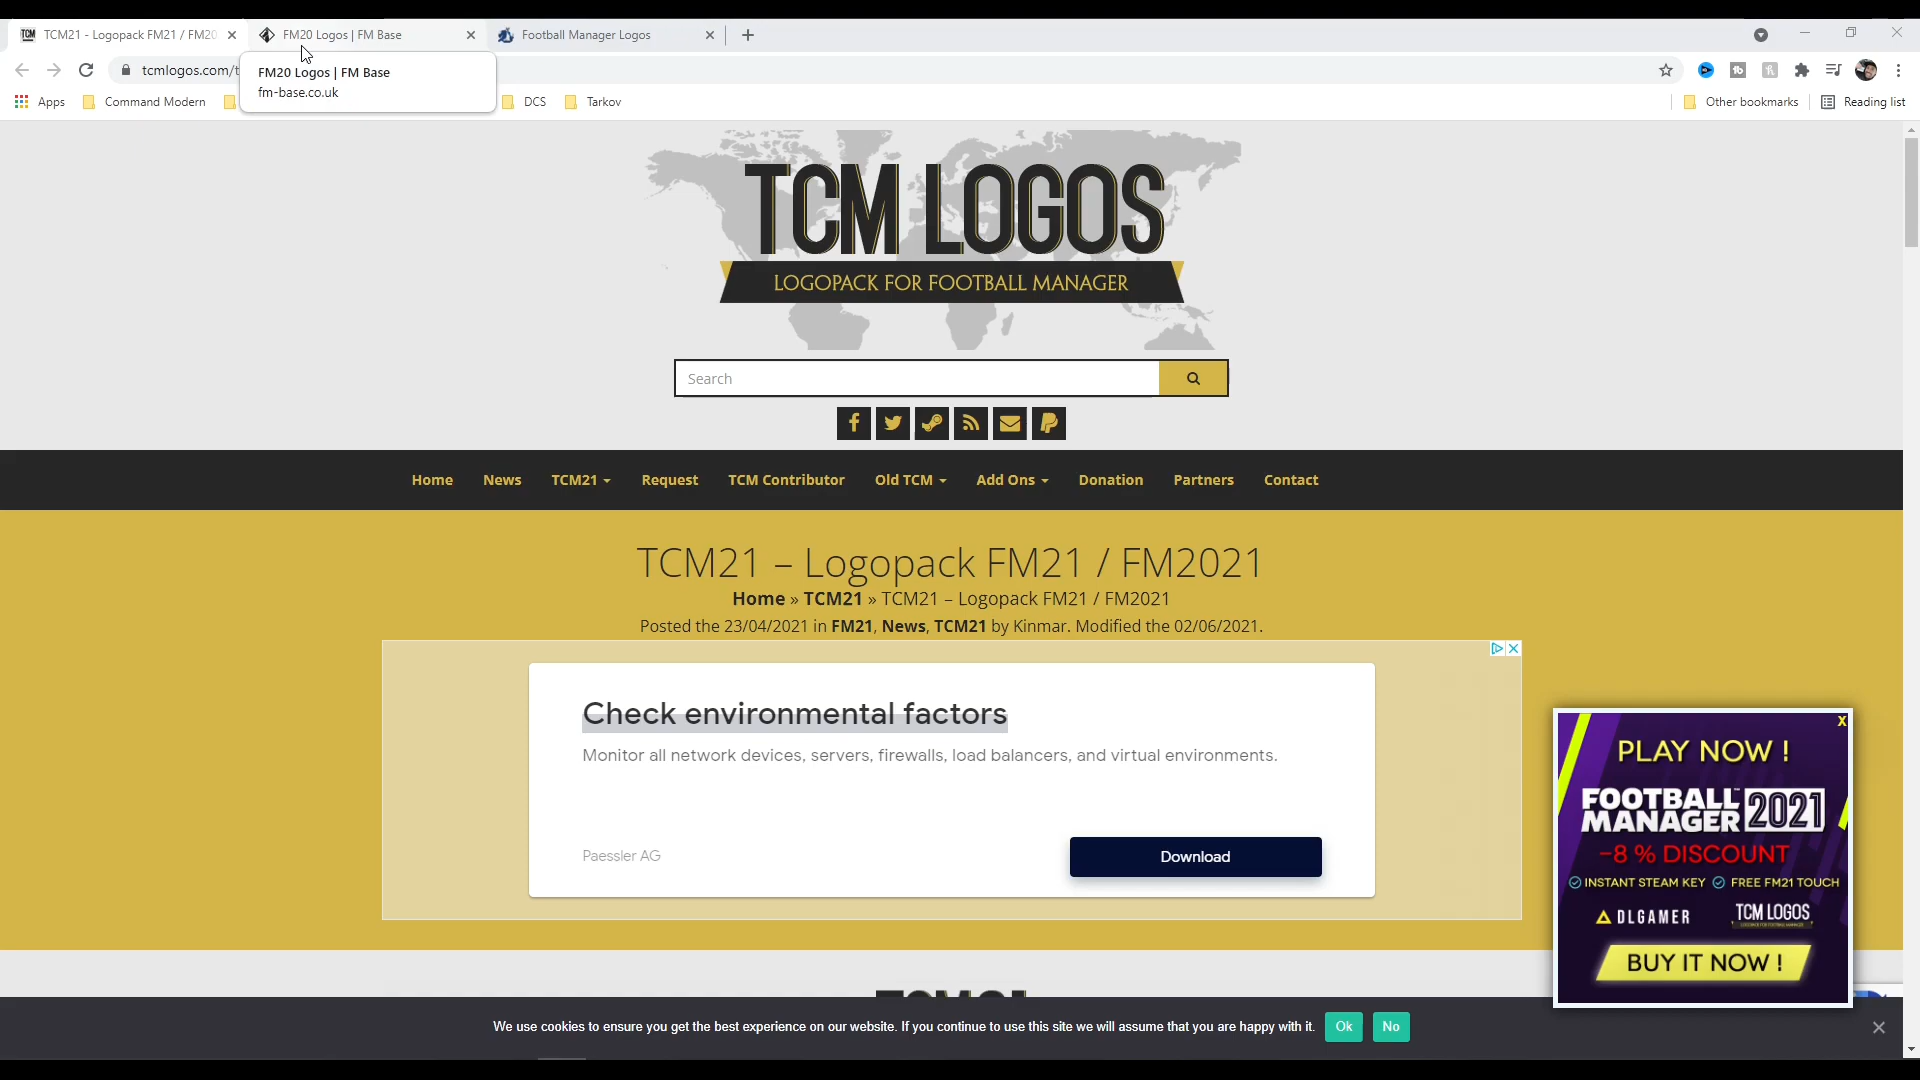 TCM21 - Logopack FM21 / FM20
FM20 Logos | FM Base
Football Manager Logos
tcmlogos.com/t
FM20 Logos | FM Base
fm-base.co.uk
Apps
Command Modern
DCS
Tarkov
Other bookmarks
Reading list
TCM LOGOS
LOGOPACK FOR FOOTBALL MANAGER
Search
Home
News
TCM21
Request
TCM Contributor
Old TCM
Add Ons
Donation
Partners
Contact
TCM21 – Logopack FM21 / FM2021
Home » TCM21 » TCM21 – Logopack FM21 / FM2021
Posted the 23/04/2021 in FM21, News, TCM21 by Kinmar. Modified the 02/06/2021.
Check environmental factors
Monitor all network devices, servers, firewalls, load balancers, and virtual environments.
Paessler AG
Download
X
PLAY NOW !
FOOTBALL MANAGER 2021
-8 % DISCOUNT
INSTANT STEAM KEY
FREE FM21 TOUCH
DLGAMER
TCM LOGOS
BUY IT NOW !
We use cookies to ensure you get the best experience on our website. If you continue to use this site we will assume that you are happy with it.
Ok
No